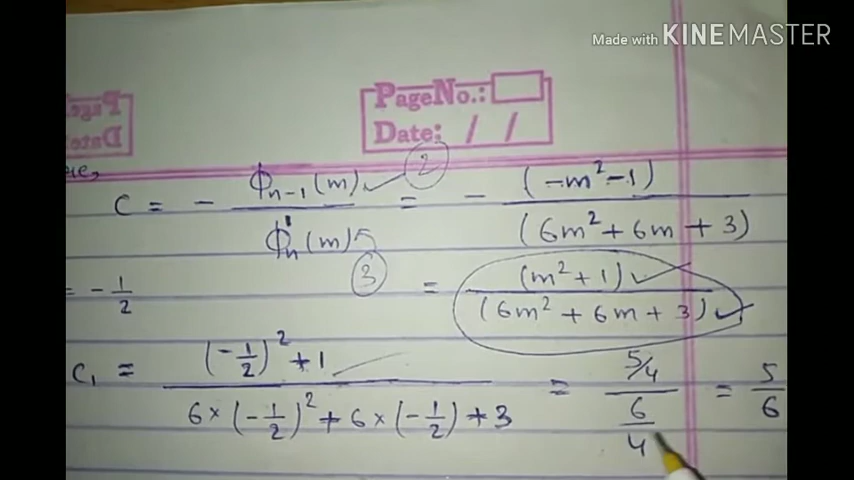 Made with KINEMASTER
PageNo.:
Date: / /
C = - ϕn-1 (m) / ϕ'n (m) = - (-m² - 1) / (6m² + 6m + 3)
②
③
= -1/2
= (m² + 1) / (6m² + 6m + 3)
C₁ = ((-1/2)² + 1) / (6 × (-1/2)² + 6 × (-1/2) + 3) = (5/4) / (6/4) = 5/6